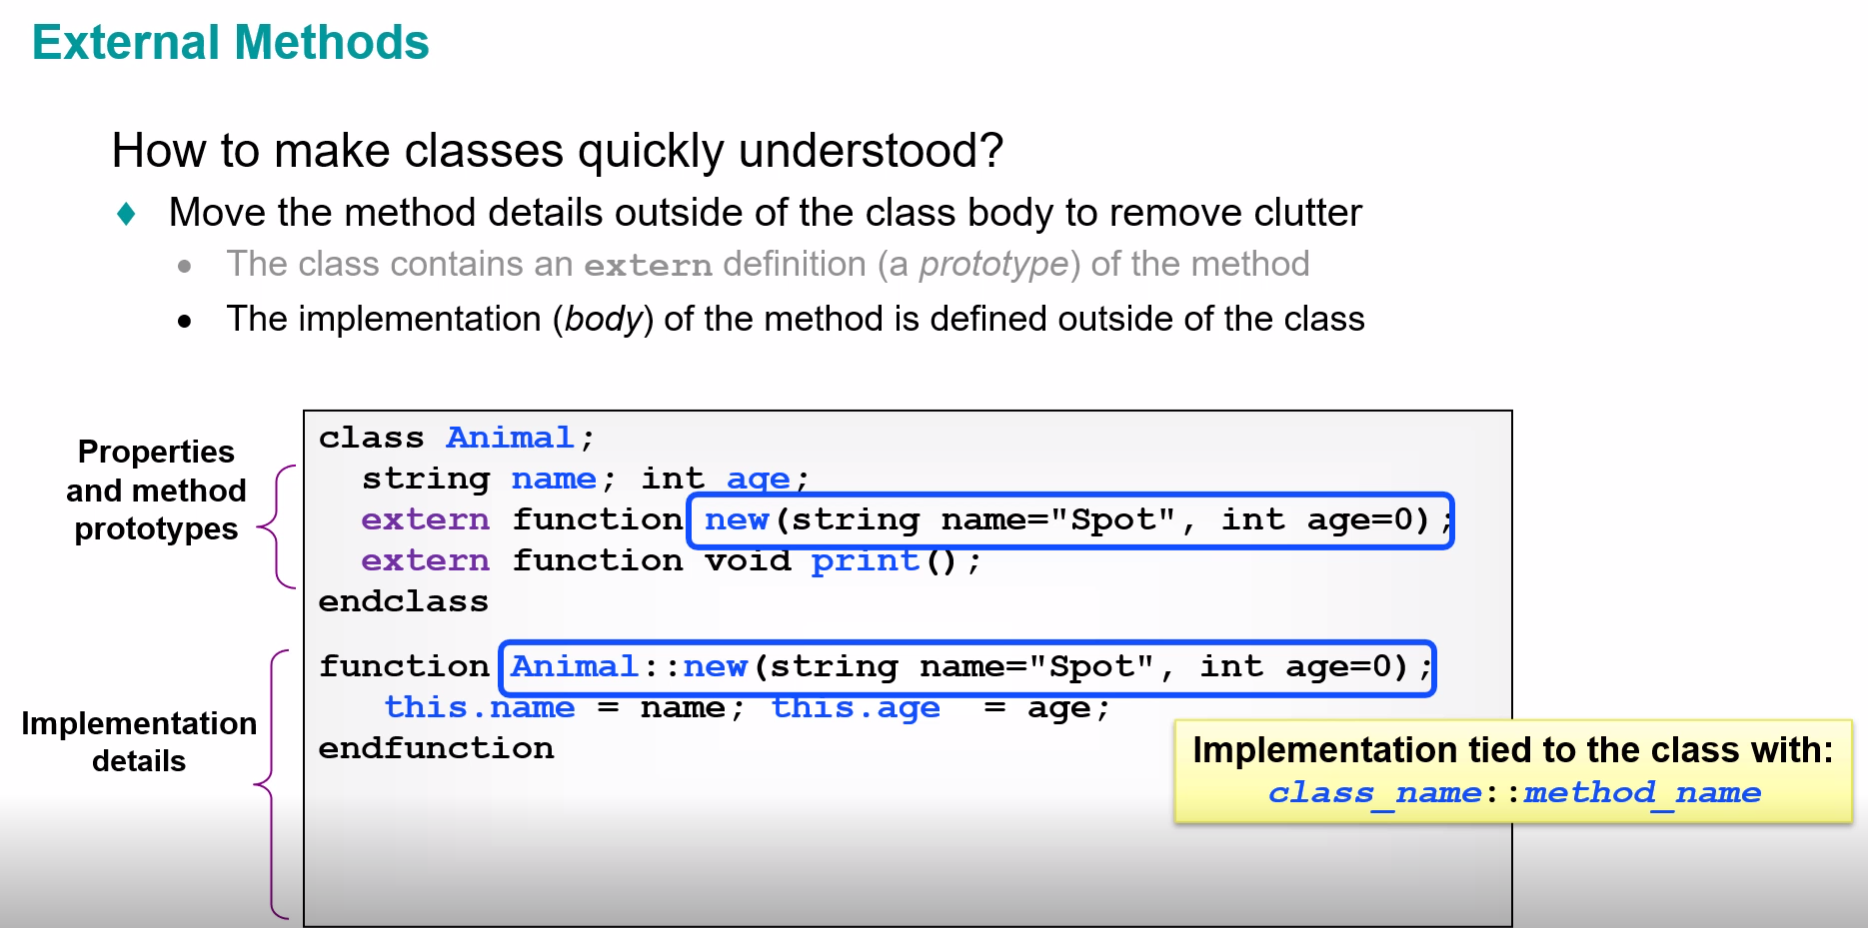 External Methods
How to make classes quickly understood?
♦ Move the method details outside of the class body to remove clutter
• The class contains an extern definition (a prototype) of the method
• The implementation (body) of the method is defined outside of the class
Properties
and method
prototypes
class Animal;
string name; int age;
extern function new(string name="Spot", int age=0);
extern function void print();
endclass
Implementation
details
function Animal::new(string name="Spot", int age=0);
this.name = name; this.age  = age;
endfunction
Implementation tied to the class with:
class_name::method_name